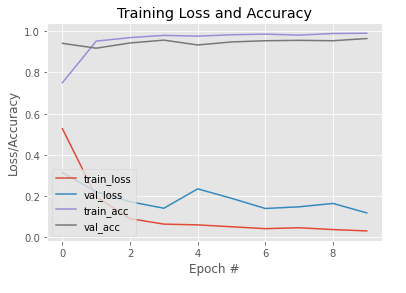 Training Loss and Accuracy
1.0
0.8
0.6
0.4
0.2
0.0
Loss/Accuracy
train_loss
val_loss
train_acc
val_acc
0 2 4 6 8
Epoch #